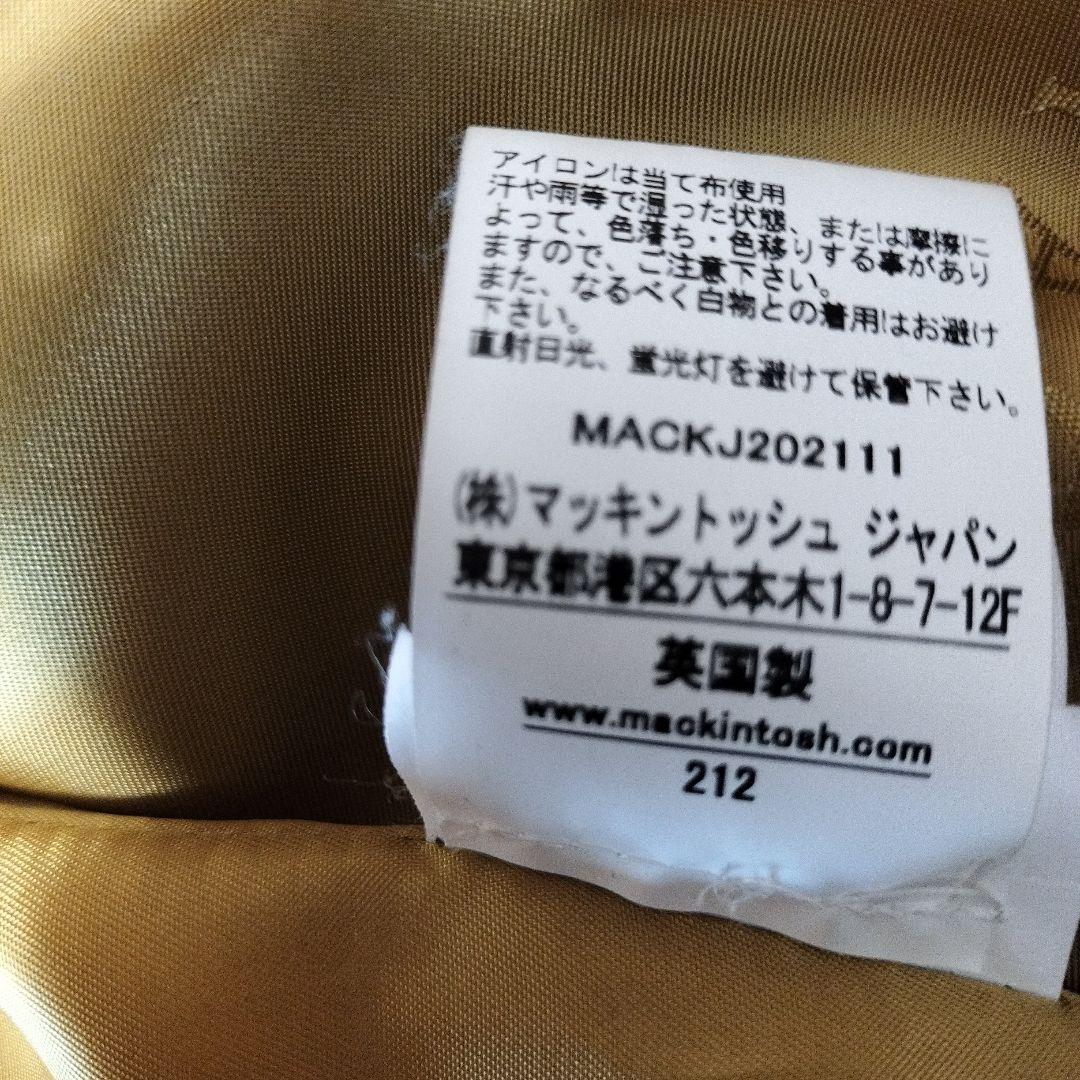 アイロンは当て布使用
汗や雨等で湿った状態、または摩擦に
よって、色落ち・色移りする事があり
ますので、ご注意下さい。
また、なるべく白物との着用はお避け
下さい。
直射日光、蛍光灯を避けて保管下さい。
MACKJ202111
(株)マッキントッシュ ジャパン
東京都港区六本木1-8-7-12F
英国製
www.mackintosh.com
212